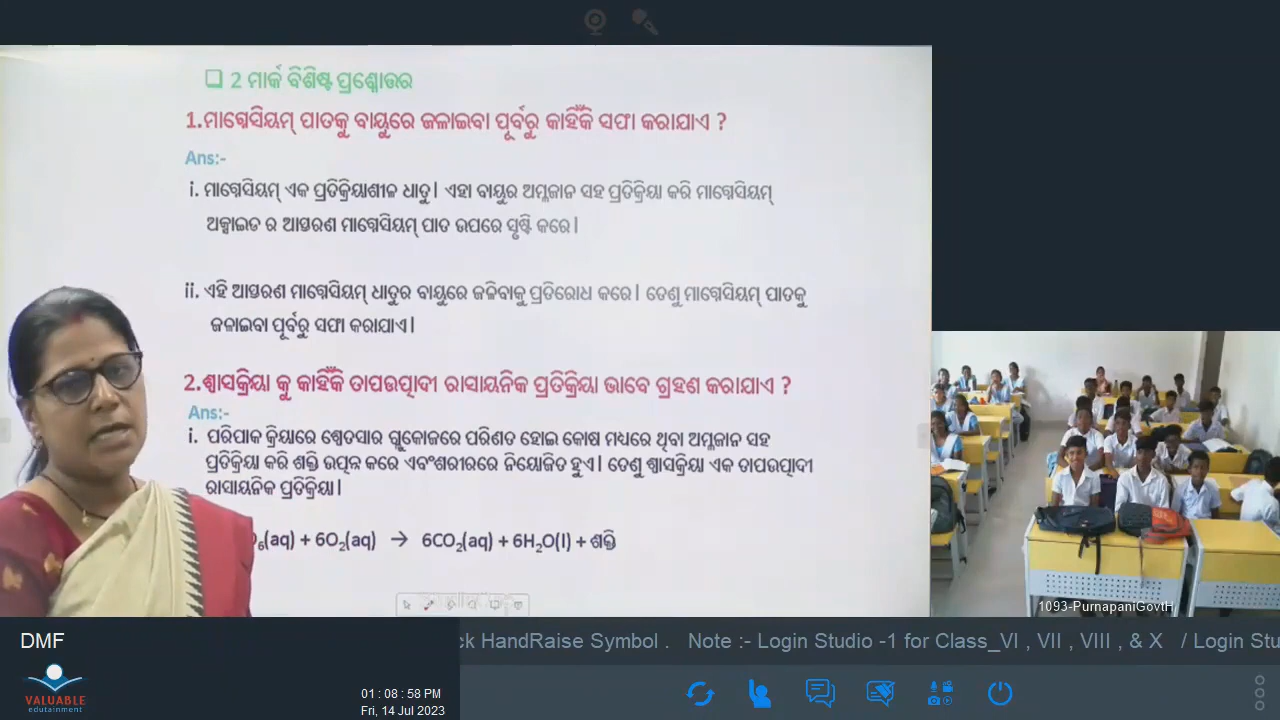 ❑ 2 ମାର୍କ ବିଶିଷ୍ଟ ପ୍ରଶ୍ନୋତ୍ତର
1.ମାଗ୍ନେସିୟମ୍ ପାତକୁ ବାୟୁରେ ଜଳାଇବା ପୂର୍ବରୁ କାହିଁକି ସଫା କରାଯାଏ ?
Ans:-
i. ମାଗ୍ନେସିୟମ୍ ଏକ ପ୍ରତିକ୍ରିୟାଶୀଳ ଧାତୁ। ଏହା ବାୟୁର ଅମ୍ଳଜାନ ସହ ପ୍ରତିକ୍ରିୟା କରି ମାଗ୍ନେସିୟମ୍
ଅକ୍ସାଇଡ ର ଆସ୍ତରଣ ମାଗ୍ନେସିୟମ୍ ପାତ ଉପରେ ସୃଷ୍ଟି କରେ।
ii. ଏହି ଆସ୍ତରଣ ମାଗ୍ନେସିୟମ୍ ଧାତୁର ବାୟୁରେ ଜଳିବାକୁ ପ୍ରତିରୋଧ କରେ। ତେଣୁ ମାଗ୍ନେସିୟମ୍ ପାତକୁ
ଜଳାଇବା ପୂର୍ବରୁ ସଫା କରାଯାଏ।
2.ଶ୍ୱାସକ୍ରିୟା କୁ କାହିଁକି ତାପଉତ୍ପାଦୀ ରାସାୟନିକ ପ୍ରତିକ୍ରିୟା ଭାବେ ଗ୍ରହଣ କରାଯାଏ ?
Ans:-
i. ପରିପାକ କ୍ରିୟାରେ ଶ୍ୱେତସାର ଗ୍ଲୁକୋଜରେ ପରିଣତ ହୋଇ କୋଷ ମଧ୍ୟରେ ଥିବା ଅମ୍ଳଜାନ ସହ
ପ୍ରତିକ୍ରିୟା କରି ଶକ୍ତି ଉତ୍ପନ୍ନ କରେ ଏବଂଶରୀରରେ ନିୟୋଜିତ ହୁଏ। ତେଣୁ ଶ୍ୱାସକ୍ରିୟା ଏକ ତାପଉତ୍ପାଦୀ
ରାସାୟନିକ ପ୍ରତିକ୍ରିୟା।
₆(aq) + 6O₂(aq) → 6CO₂(aq) + 6H₂O(l) + ଶକ୍ତି
1093-PurnapaniGovtH
DMF
ck HandRaise Symbol . Note :- Login Studio -1 for Class_VI , VII , VIII , & X / Login Stu
VALUABLE
edutainment
01 : 08 : 58 PM
Fri, 14 Jul 2023